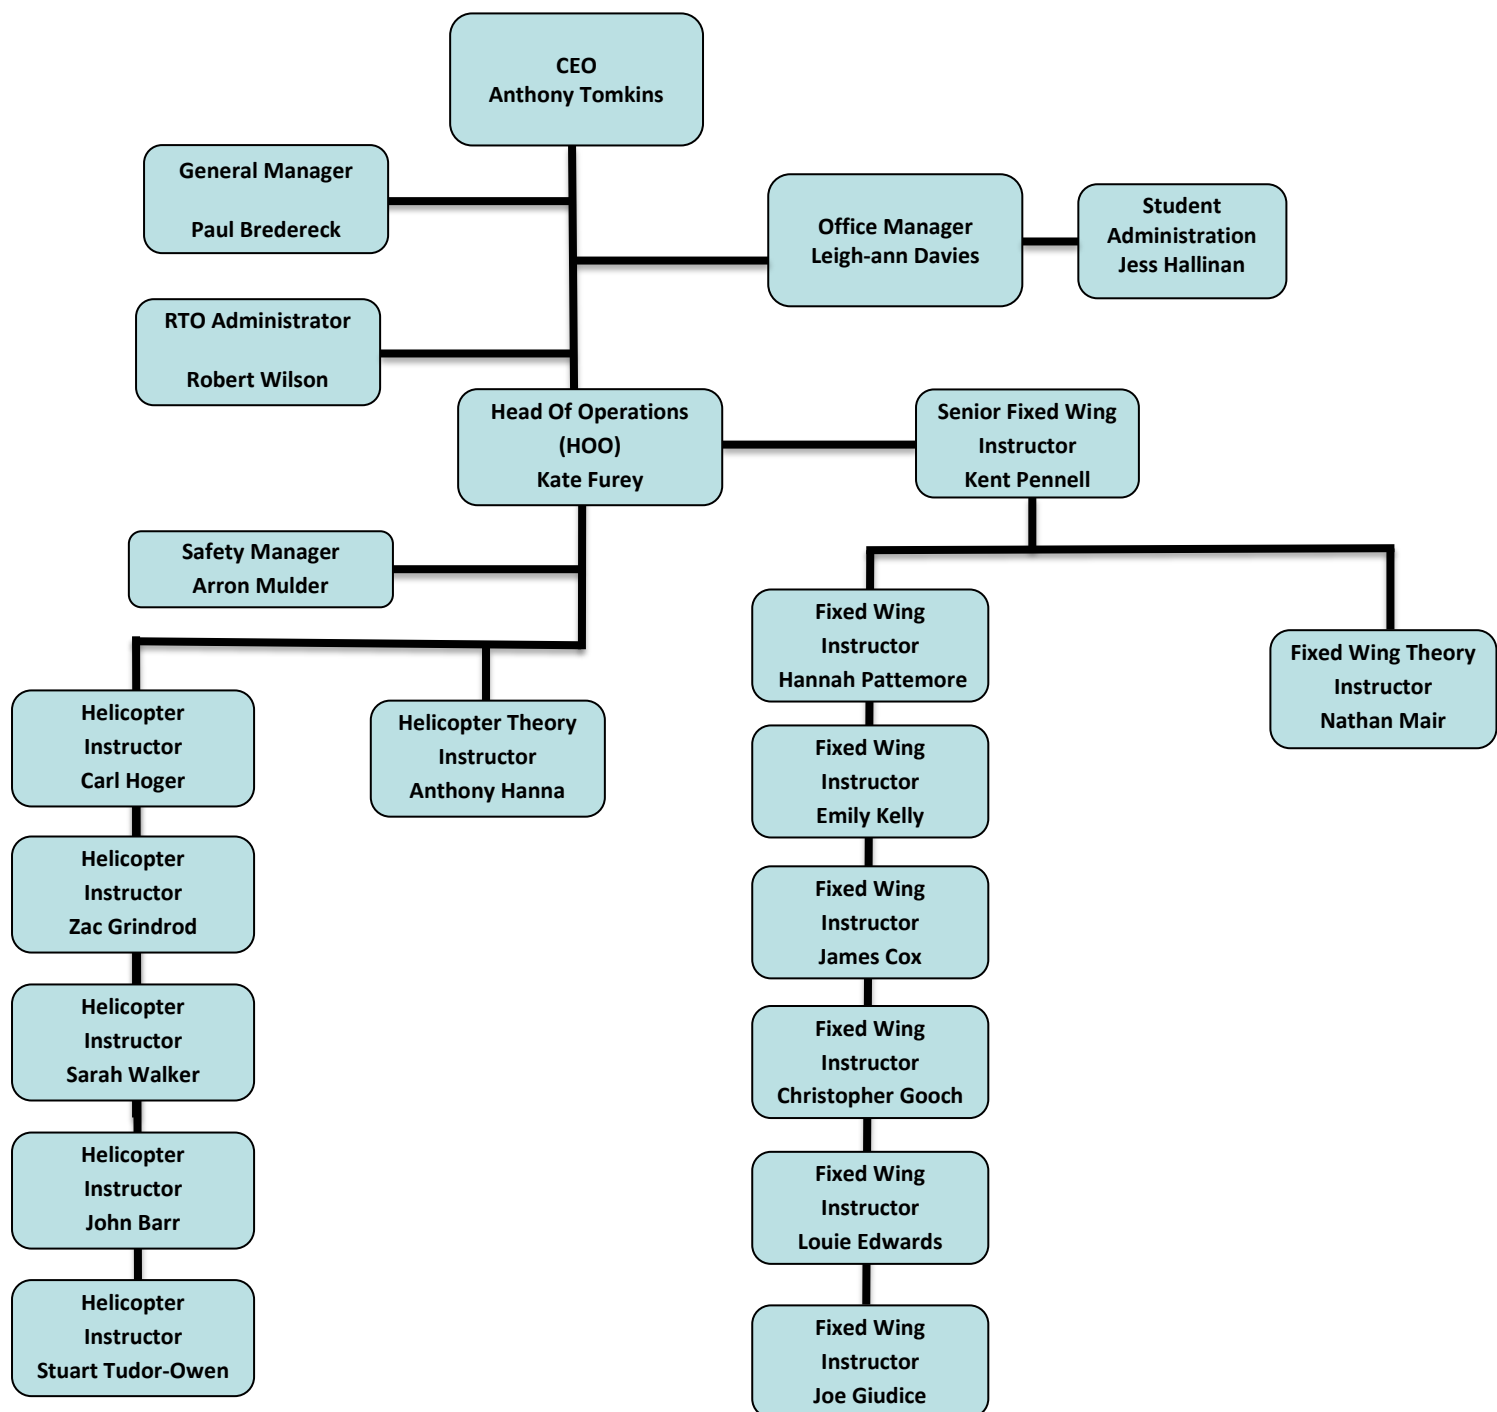 CEO
Anthony Tomkins
General Manager
Paul Bredereck
Office Manager
Leigh-ann Davies
Student
Administration
Jess Hallinan
RTO Administrator
Robert Wilson
Head Of Operations
(HOO)
Kate Furey
Senior Fixed Wing
Instructor
Kent Pennell
Safety Manager
Arron Mulder
Helicopter
Instructor
Carl Hoger
Helicopter Theory
Instructor
Anthony Hanna
Helicopter
Instructor
Zac Grindrod
Helicopter
Instructor
Sarah Walker
Helicopter
Instructor
John Barr
Helicopter
Instructor
Stuart Tudor-Owen
Fixed Wing
Instructor
Hannah Pattemore
Fixed Wing Theory
Instructor
Nathan Mair
Fixed Wing
Instructor
Emily Kelly
Fixed Wing
Instructor
James Cox
Fixed Wing
Instructor
Christopher Gooch
Fixed Wing
Instructor
Louie Edwards
Fixed Wing
Instructor
Joe Giudice